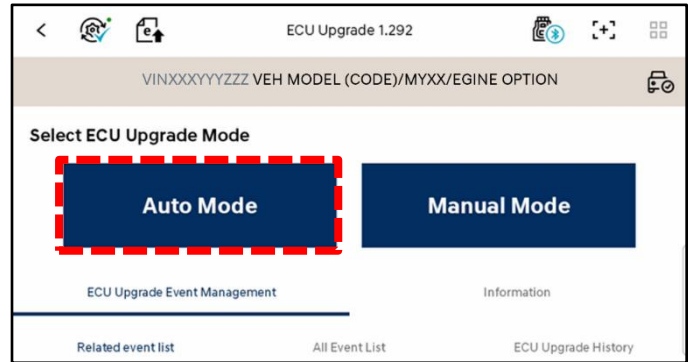 ECU Upgrade 1.292
VINXXXYYYZZZ VEH MODEL (CODE)/MYXX/EGINE OPTION
Select ECU Upgrade Mode
Auto Mode Manual Mode
ECU Upgrade Event Management Information
Related event list All Event List ECU Upgrade History